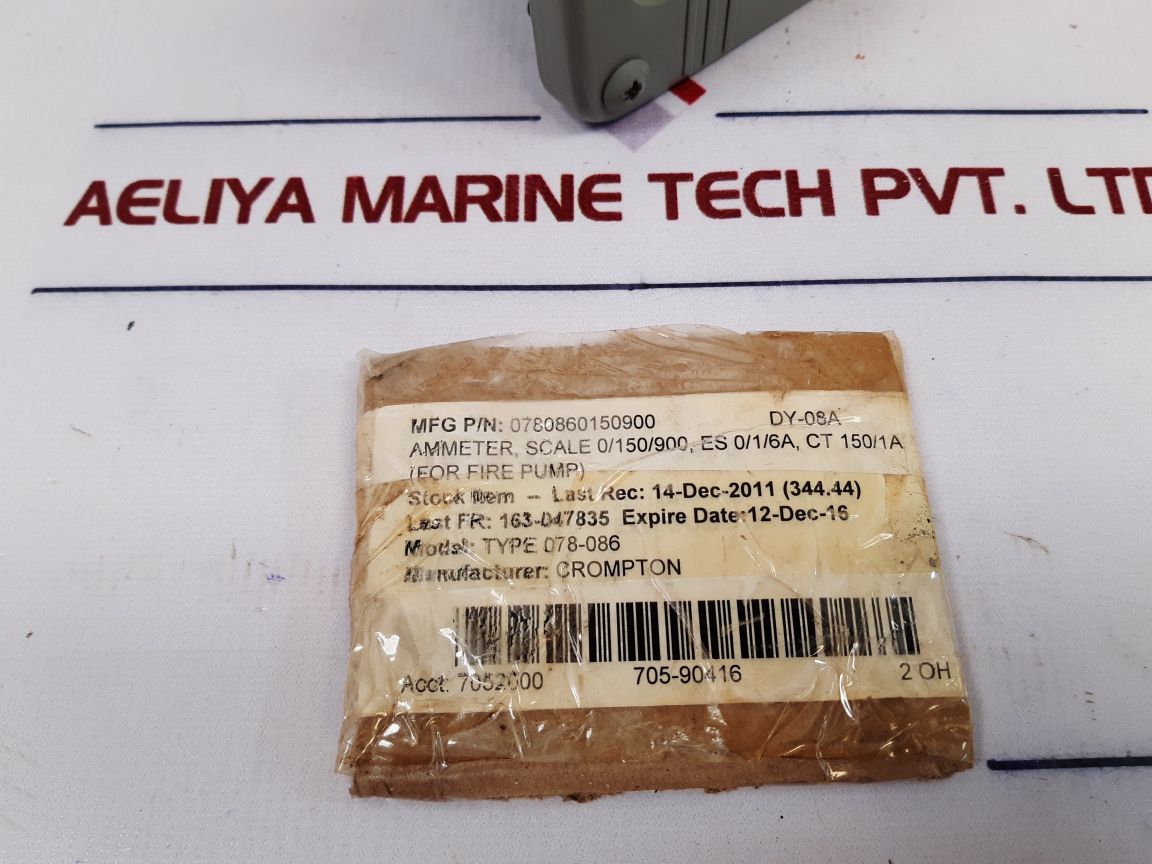 AELIYA MARINE TECH PVT. LTD
MFG P/N: 0780860150900 DY-08A
AMMETER, SCALE 0/150/900, ES 0/1/6A, CT 150/1A
(FOR FIRE PUMP)
Stock Item -- Last Rec: 14-Dec-2011 (344.44)
Last FR: 163-047835 Expire Date:12-Dec-16
Model: TYPE 078-086
Manufacturer: CROMPTON
Acct: 7052000 705-90416 2 OH